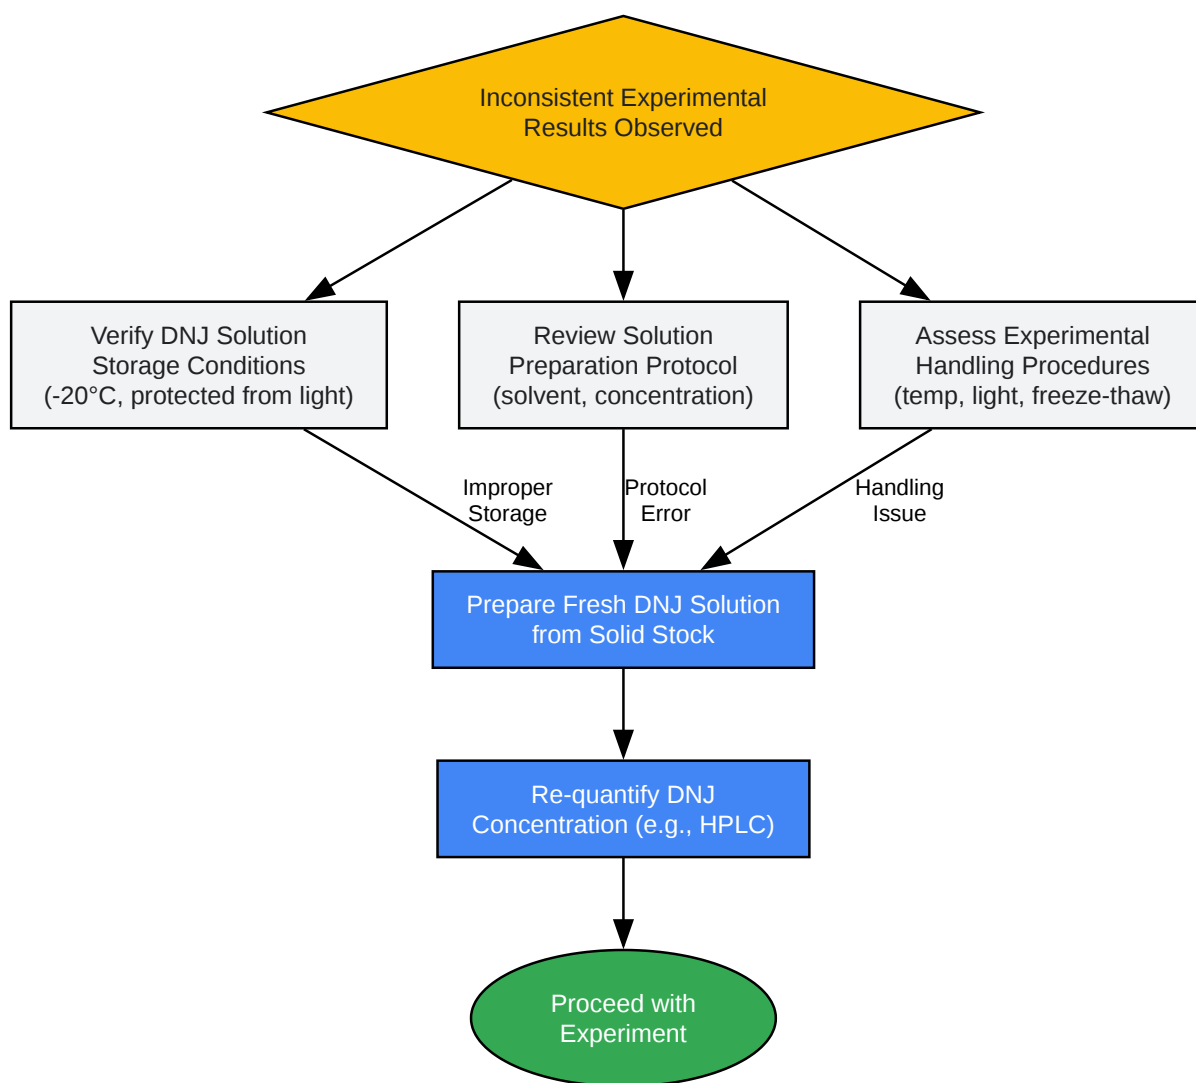 Inconsistent Experimental
Results Observed
Verify DNJ Solution
Storage Conditions
(-20°C, protected from light)
Review Solution
Preparation Protocol
(solvent, concentration)
Assess Experimental
Handling Procedures
(temp, light, freeze-thaw)
Improper
Storage
Protocol
Error
Handling
Issue
Prepare Fresh DNJ Solution
from Solid Stock
Re-quantify DNJ
Concentration (e.g., HPLC)
Proceed with
Experiment